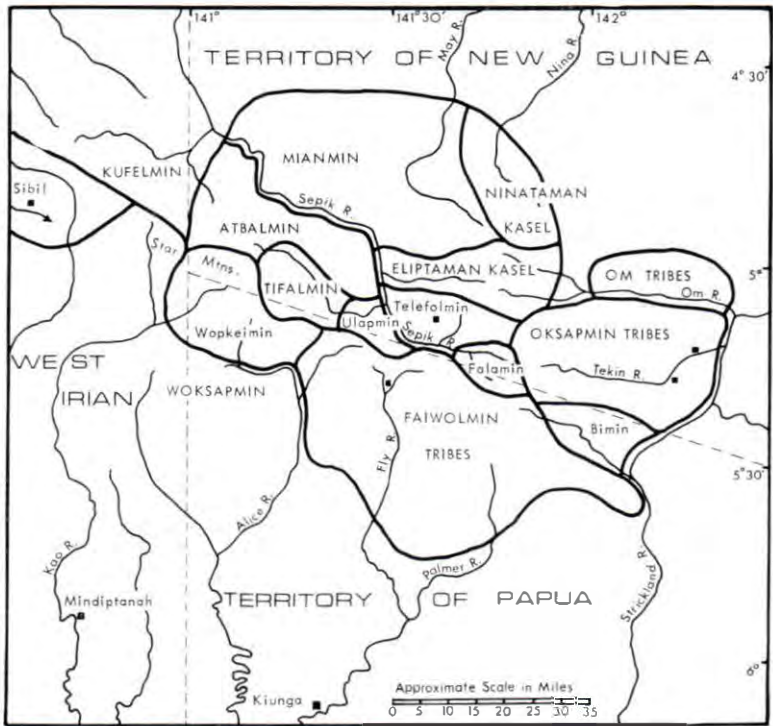 141°
141°30'
142°
TERRITORY OF NEW GUINEA
May R.
Nina R.
4°30'
MIANMIN
KUFELMIN
Sibil
NINATAMAN
KASEL
Sepik R.
ATBALMIN
Star Mtns.
ELIPTAMAN KASEL
5°
OM TRIBES
Om R.
TIFALMIN
Telefolmin
Ulapmin
Sepik R.
OKSAPMIN TRIBES
Wopkeimin
Falamin
Tekin R.
WEST
IRIAN
WOKSAPMIN
FAIWOLMIN
TRIBES
Bimin
Fly R.
5°30'
Alice R.
Kao R.
Palmer R.
Strickland R.
Mindiptanah
TERRITORY OF PAPUA
6°
Kiunga
Approximate Scale in Miles
0 5 10 15 20 25 30 35